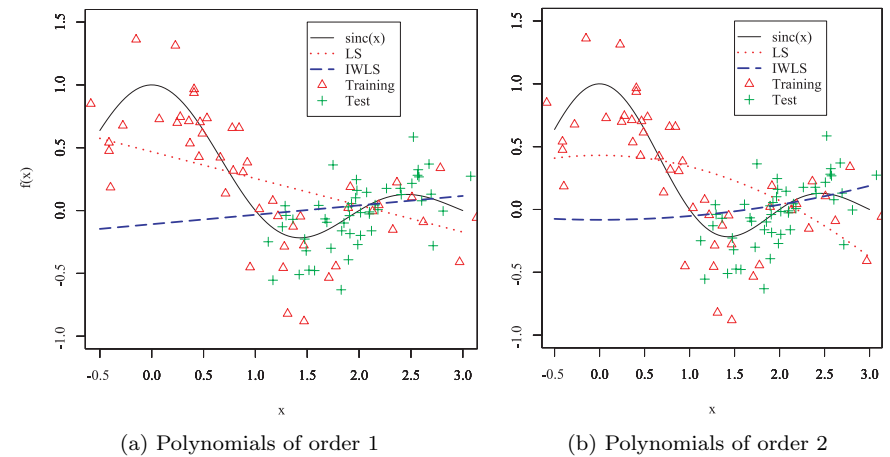 1.5
1.0
0.5
0.0
-0.5
-1.0
f(x)
sinc(x)
LS
IWLS
Training
Test
-0.5 0.0 0.5 1.0 1.5 2.0 2.5 3.0
x
(a) Polynomials of order 1
1.5
1.0
0.5
0.0
-0.5
-1.0
sinc(x)
LS
IWLS
Training
Test
-0.5 0.0 0.5 1.0 1.5 2.0 2.5 3.0
x
(b) Polynomials of order 2